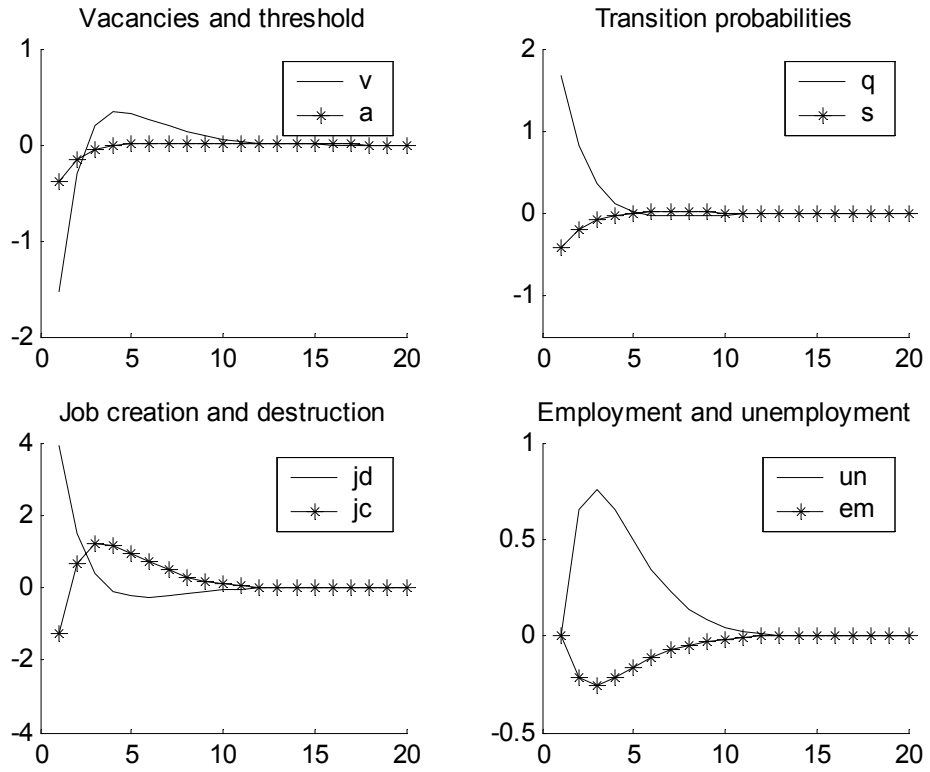 Vacancies and threshold
1
0
-1
-2
0 5 10 15 20
v
a
Transition probabilities
2
1
0
-1
0 5 10 15 20
q
s
Job creation and destruction
4
2
0
-2
-4
0 5 10 15 20
jd
jc
Employment and unemployment
1
0.5
0
-0.5
0 5 10 15 20
un
em